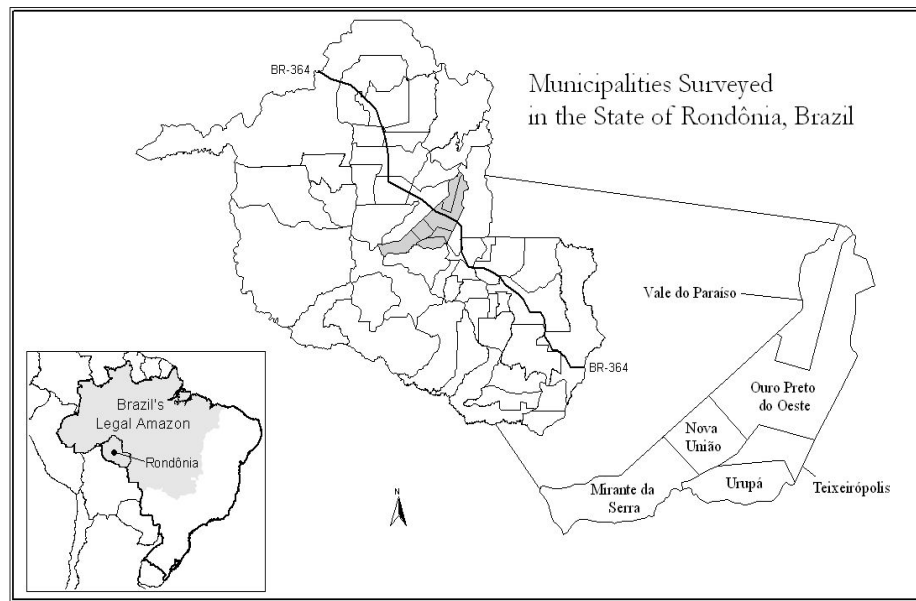 BR-364
Municipalities Surveyed
in the State of Rondônia, Brazil
Vale do Paraíso
BR-364
Ouro Preto
do Oeste
Nova
União
Mirante da
Serra
Urupá
Teixeirópolis
Brazil's
Legal Amazon
Rondônia
N